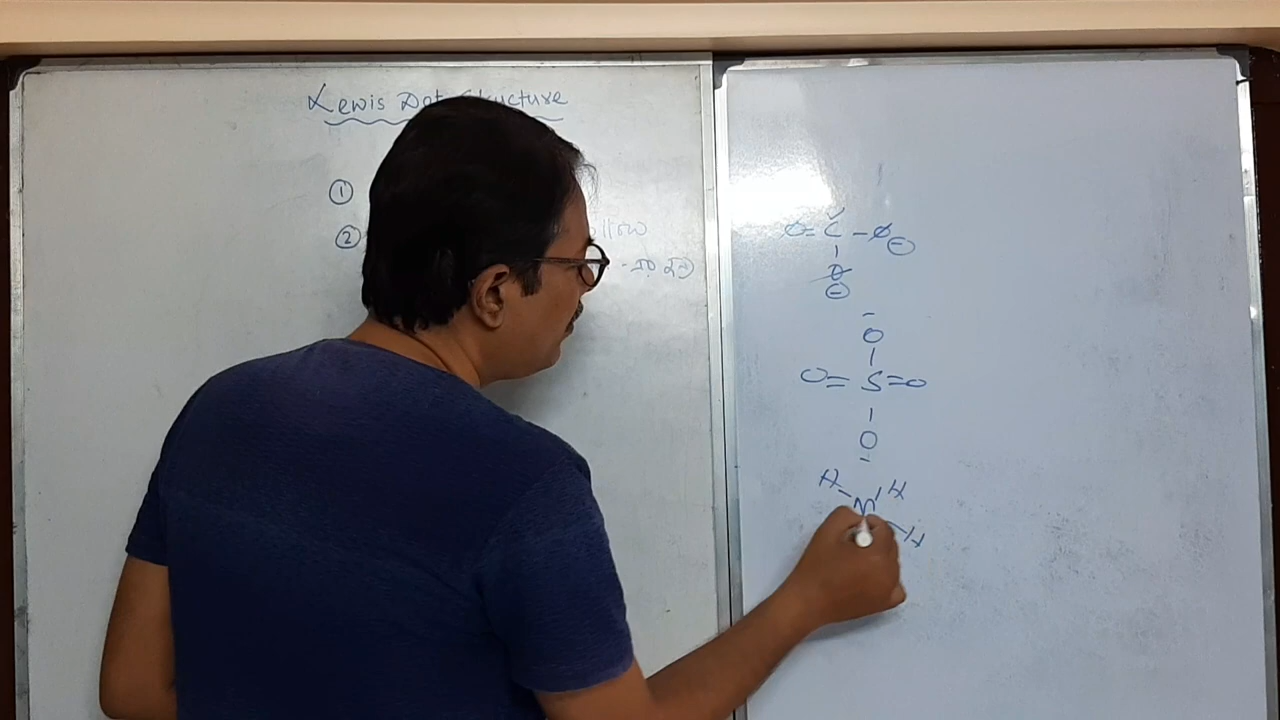 Lewis Dot Structure
①
② ollow
O = C - O ⊖
|
O
⊖
-
O
|
O = S = O
|
O
-
H N H
H